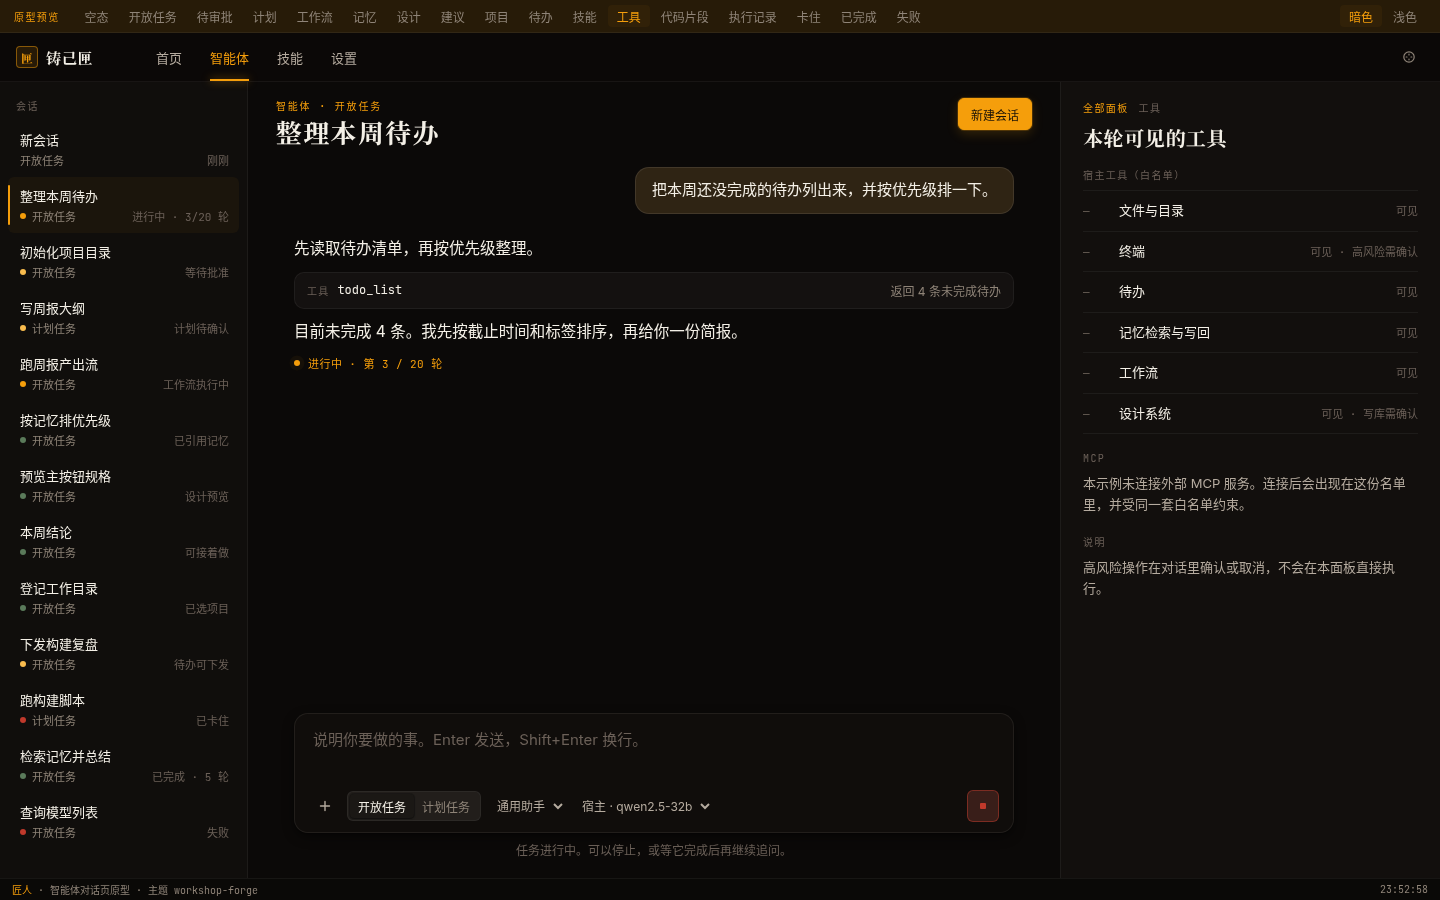 原型预览 空态 开放任务 待审批 计划 工作流 记忆 设计 建议 项目 待办 技能 工具 代码片段 执行记录 卡住 已完成 失败 暗色 浅色
匠 铸己匣 首页 智能体 技能 设置
会话
新会话
开放任务 刚刚
整理本周待办
开放任务 进行中 · 3/20 轮
初始化项目目录
开放任务 等待批准
写周报大纲
计划任务 计划待确认
跑周报产出流
开放任务 工作流执行中
按记忆排优先级
开放任务 已引用记忆
预览主按钮规格
开放任务 设计预览
本周结论
开放任务 可接着做
登记工作目录
开放任务 已选项目
下发构建复盘
开放任务 待办可下发
跑构建脚本
计划任务 已卡住
检索记忆并总结
开放任务 已完成 · 5 轮
查询模型列表
开放任务 失败
智能体 · 开放任务
整理本周待办
新建会话
把本周还没完成的待办列出来，并按优先级排一下。
先读取待办清单，再按优先级整理。
工具 todo_list 返回 4 条未完成待办
目前未完成 4 条。我先按截止时间和标签排序，再给你一份简报。
进行中 · 第 3 / 20 轮
说明你要做的事。Enter 发送，Shift+Enter 换行。
+ 开放任务 计划任务 通用助手 宿主 · qwen2.5-32b
任务进行中。可以停止，或等它完成后再继续追问。
全部面板 工具
本轮可见的工具
宿主工具（白名单）
— 文件与目录 可见
— 终端 可见 · 高风险需确认
— 待办 可见
— 记忆检索与写回 可见
— 工作流 可见
— 设计系统 可见 · 写库需确认
MCP
本示例未连接外部 MCP 服务。连接后会出现在这份名单
里，并受同一套白名单约束。
说明
高风险操作在对话里确认或取消，不会在本面板直接执
行。
匠人 · 智能体对话页原型 · 主题 workshop-forge 23:52:58